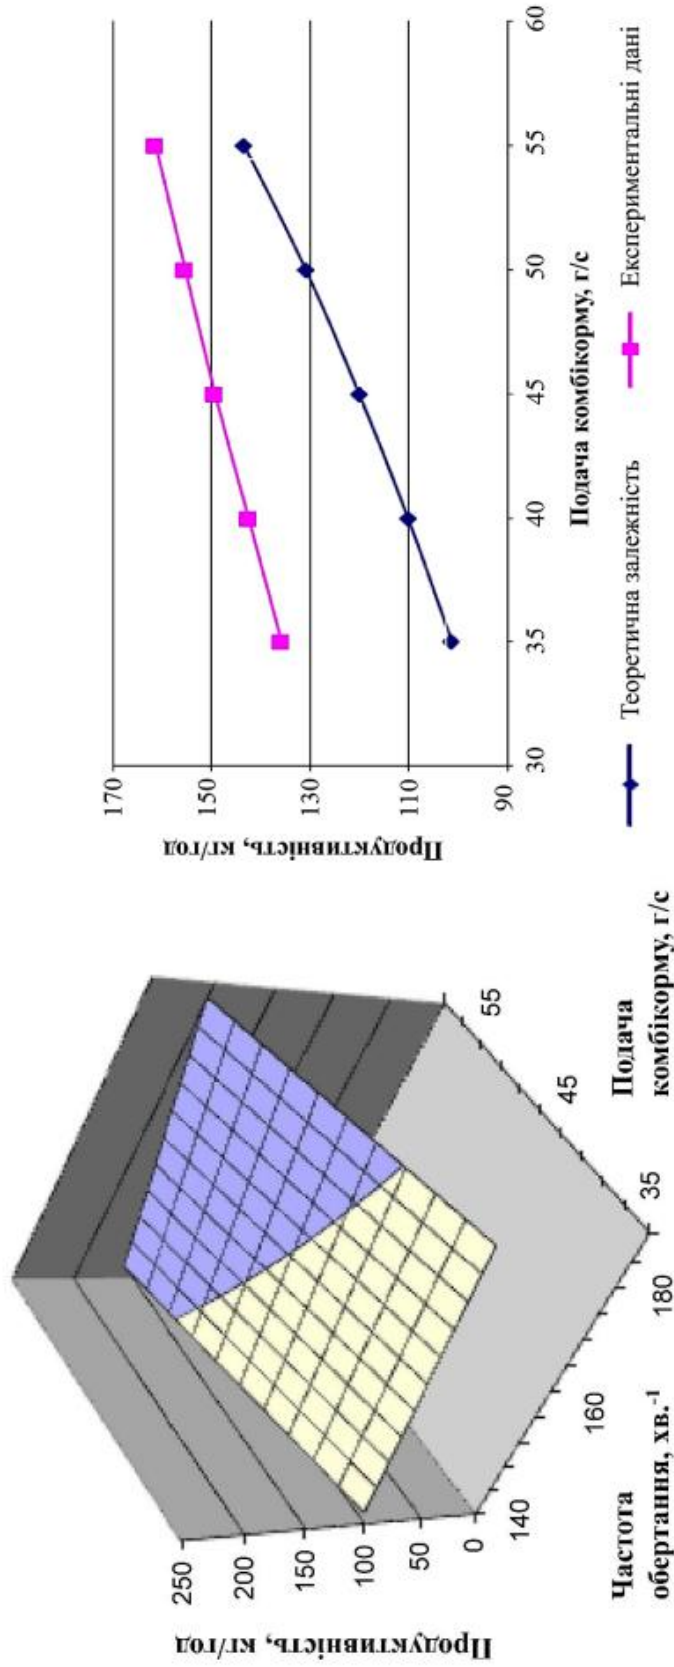 Продуктивність, кг/год
250
200
150
100
50
0
140
160
180
35
45
55
Частота
обертання, хв.⁻¹
Подача
комбікорму, г/с
Продуктивність, кг/год
170
150
130
110
90
30
35
40
45
50
55
60
Подача комбікорму, г/с
Теоретична залежність
Експериментальні дані